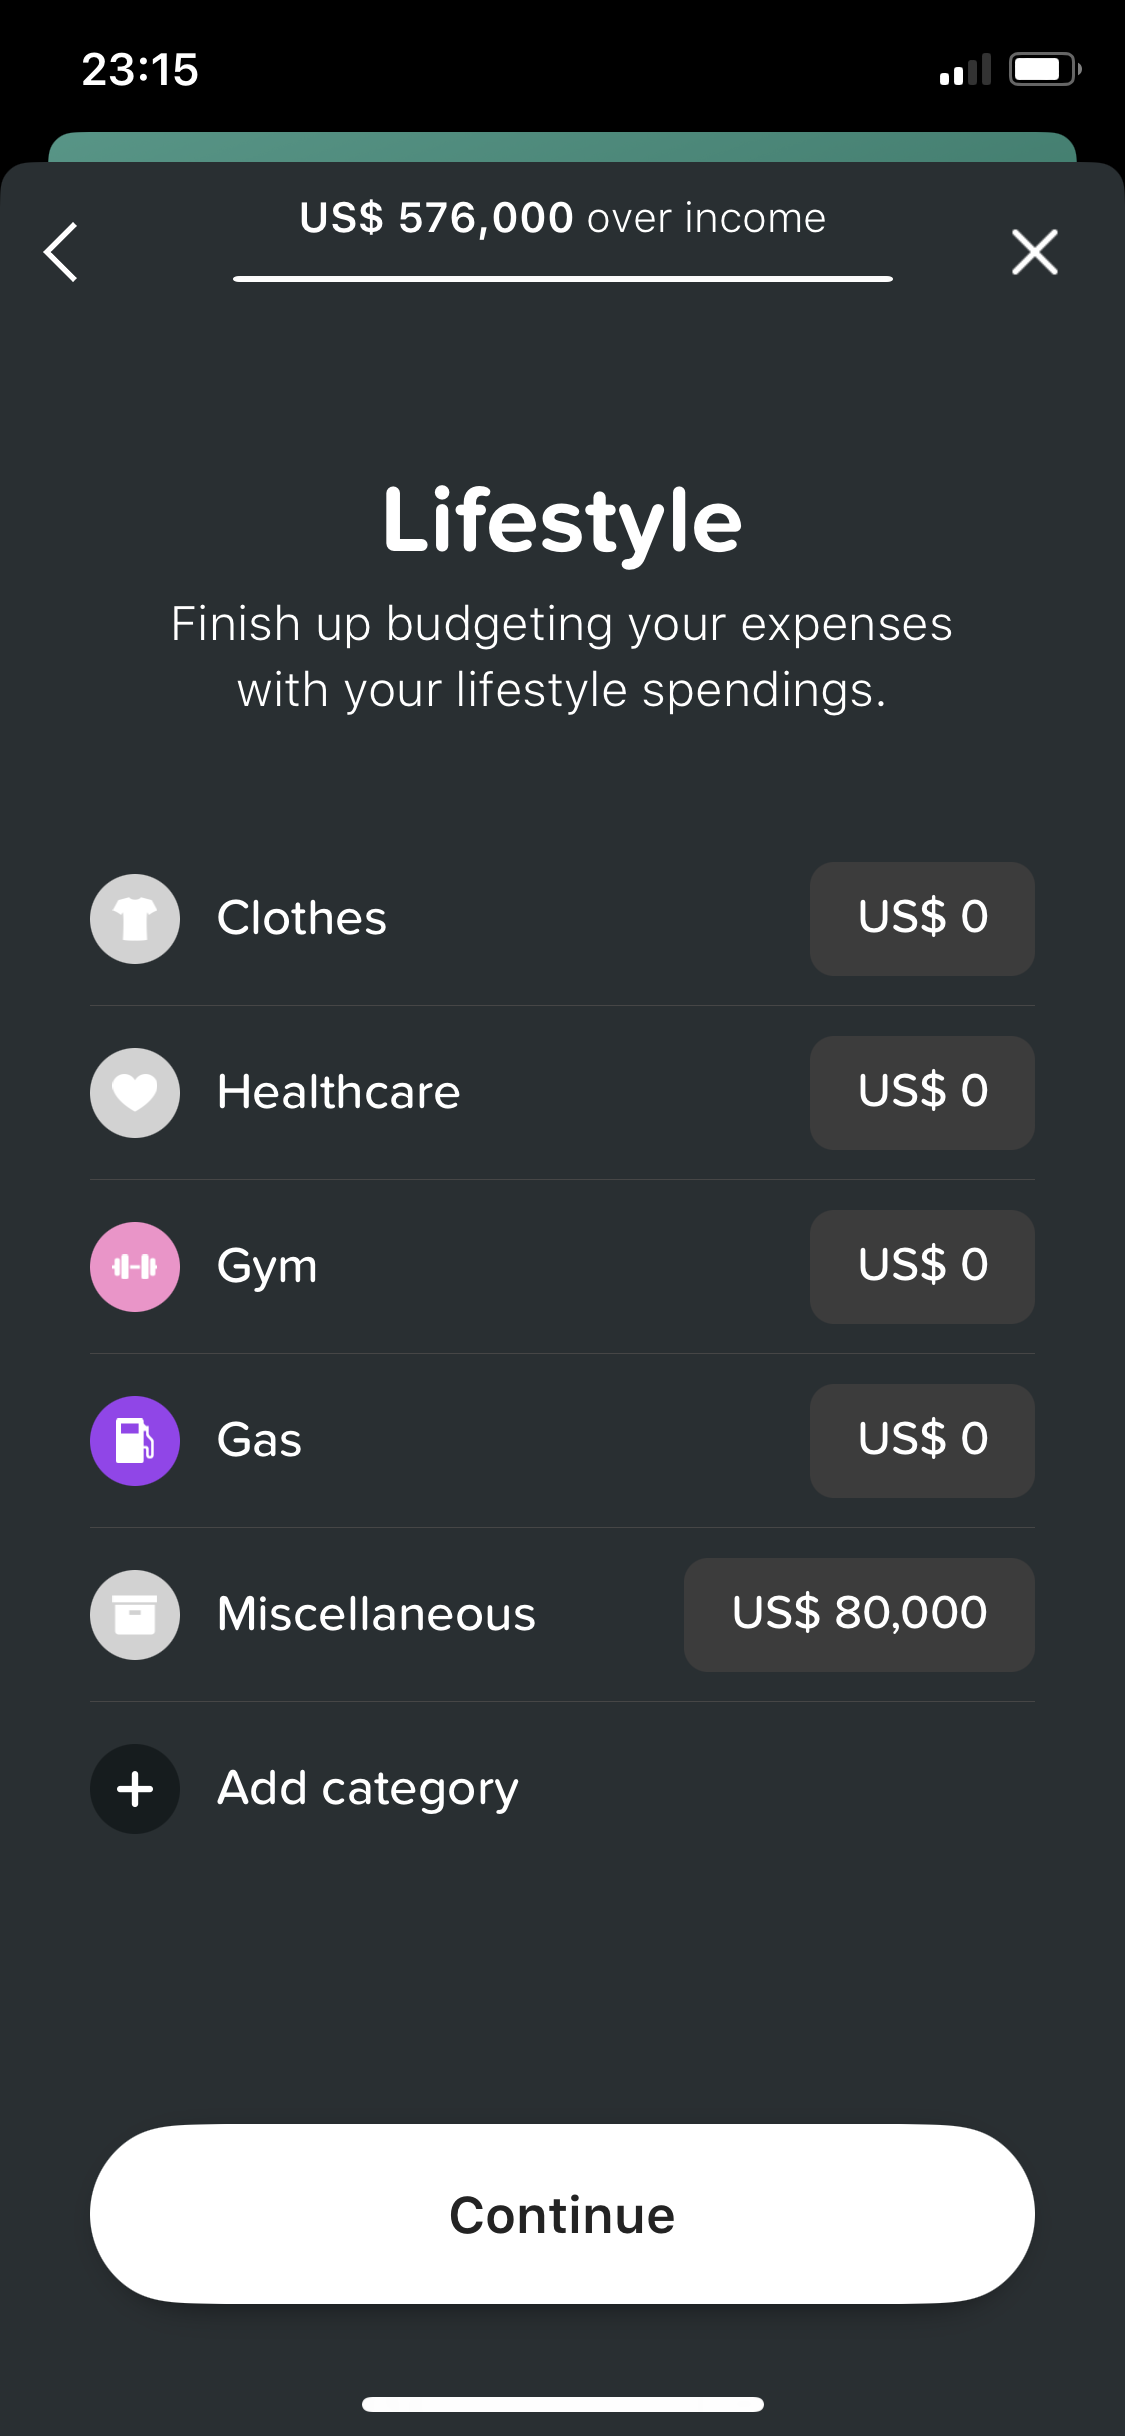 23:15
US$ 576,000 over income
Lifestyle
Finish up budgeting your expenses
with your lifestyle spendings.
Clothes US$ 0
Healthcare US$ 0
Gym US$ 0
Gas US$ 0
Miscellaneous US$ 80,000
Add category
Continue